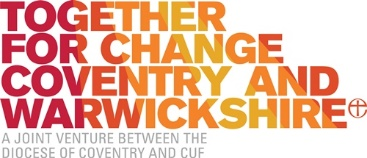 TOGETHER
FOR CHANGE
COVENTRY AND
WARWICKSHIRE
A JOINT VENTURE BETWEEN THE
DIOCESE OF COVENTRY AND CUF